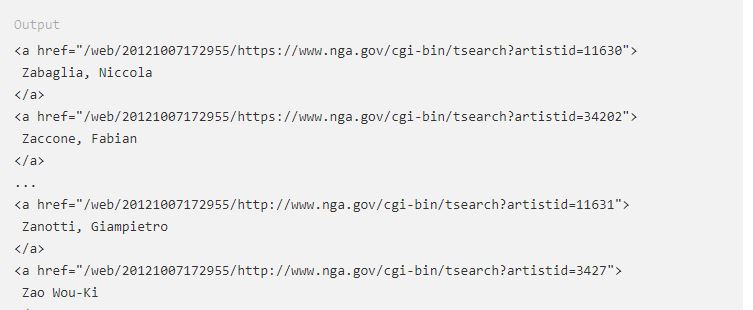 Output
<a href="/web/20121007172955/https://www.nga.gov/cgi-bin/tsearch?artistid=11630">
Zabaglia, Niccola
</a>
<a href="/web/20121007172955/https://www.nga.gov/cgi-bin/tsearch?artistid=34202">
Zaccone, Fabian
</a>
...
<a href="/web/20121007172955/http://www.nga.gov/cgi-bin/tsearch?artistid=11631">
Zanotti, Giampietro
</a>
<a href="/web/20121007172955/http://www.nga.gov/cgi-bin/tsearch?artistid=3427">
Zao Wou-Ki